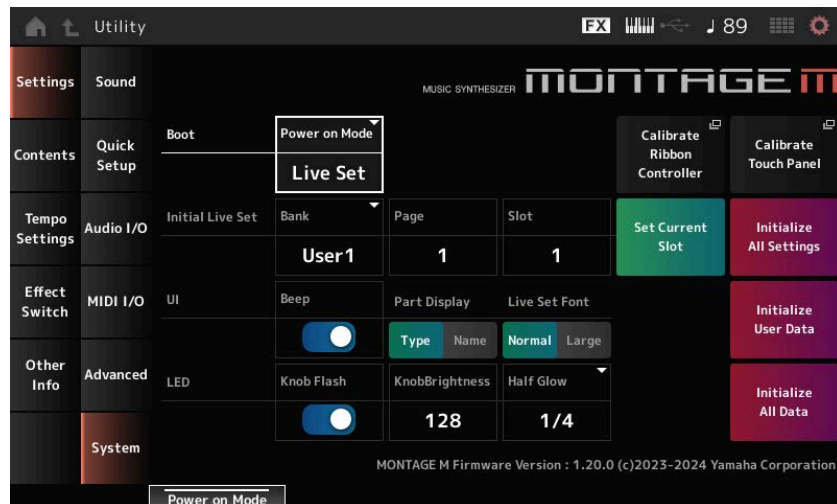 Utility
FX
89
Settings
Sound
MUSIC SYNTHESIZER MONTAGE M
Contents
Quick
Setup
Boot
Power on Mode
Live Set
Calibrate
Ribbon
Controller
Calibrate
Touch Panel
Tempo
Settings
Audio I/O
Initial Live Set
Bank
User1
Page
1
Slot
1
Set Current
Slot
Initialize
All Settings
Effect
Switch
MIDI I/O
UI
Beep
Part Display
Type
Name
Live Set Font
Normal
Large
Initialize
User Data
Other
Info
Advanced
LED
Knob Flash
KnobBrightness
128
Half Glow
1/4
Initialize
All Data
System
MONTAGE M Firmware Version : 1.20.0 (c)2023-2024 Yamaha Corporation
Power on Mode